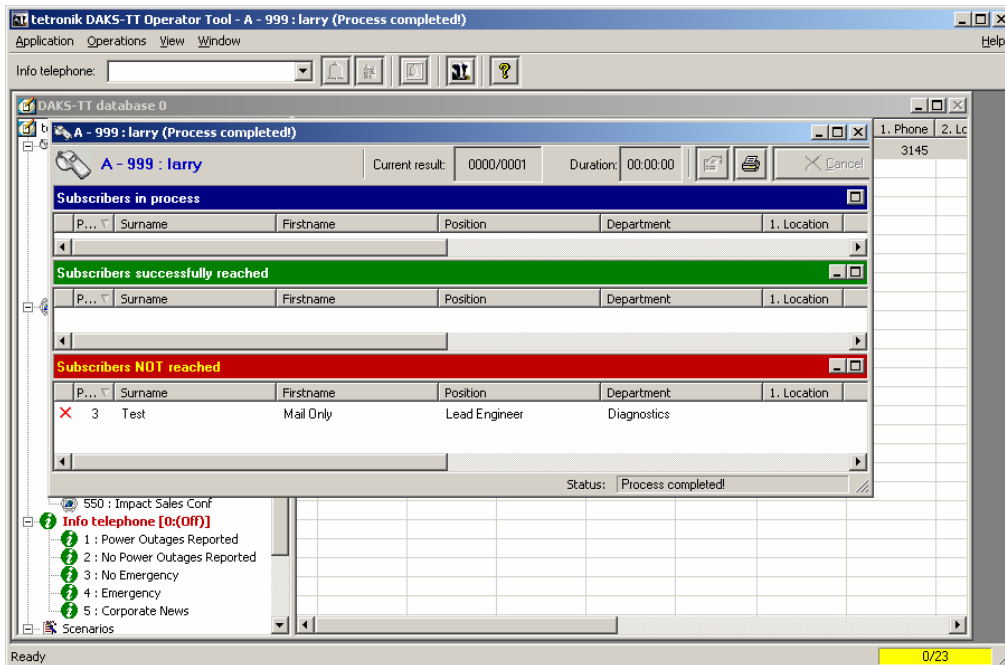 tetronik DAKS-TT Operator Tool - A - 999 : larry (Process completed!)
Application Operations View Window Help
Info telephone:
DAKS-TT database 0
A - 999 : larry (Process completed!)
1. Phone 2. Lc
A - 999 : larry Current result: 0000/0001 Duration: 00:00:00 Cancel
3145
Subscribers in process
P... Surname Firstname Position Department 1. Location
Subscribers successfully reached
P... Surname Firstname Position Department 1. Location
Subscribers NOT reached
P... Surname Firstname Position Department 1. Location
3 Test Mail Only Lead Engineer Diagnostics
Status: Process completed!
550 : Impact Sales Conf
Info telephone [0:(Off)]
1 : Power Outages Reported
2 : No Power Outages Reported
3 : No Emergency
4 : Emergency
5 : Corporate News
Scenarios
Ready 0/23